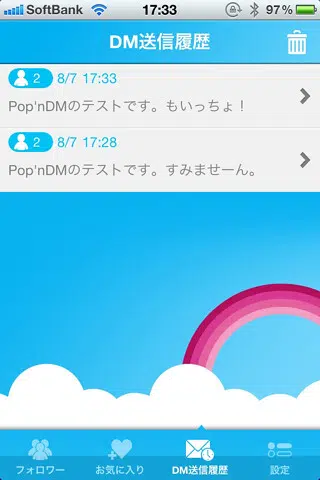 SoftBank 17:33 97%
DM送信履歴
2 8/7 17:33
Pop'nDMのテストです。もいっちょ！
2 8/7 17:28
Pop'nDMのテストです。すみませーん。
フォロワー お気に入り DM送信履歴 設定